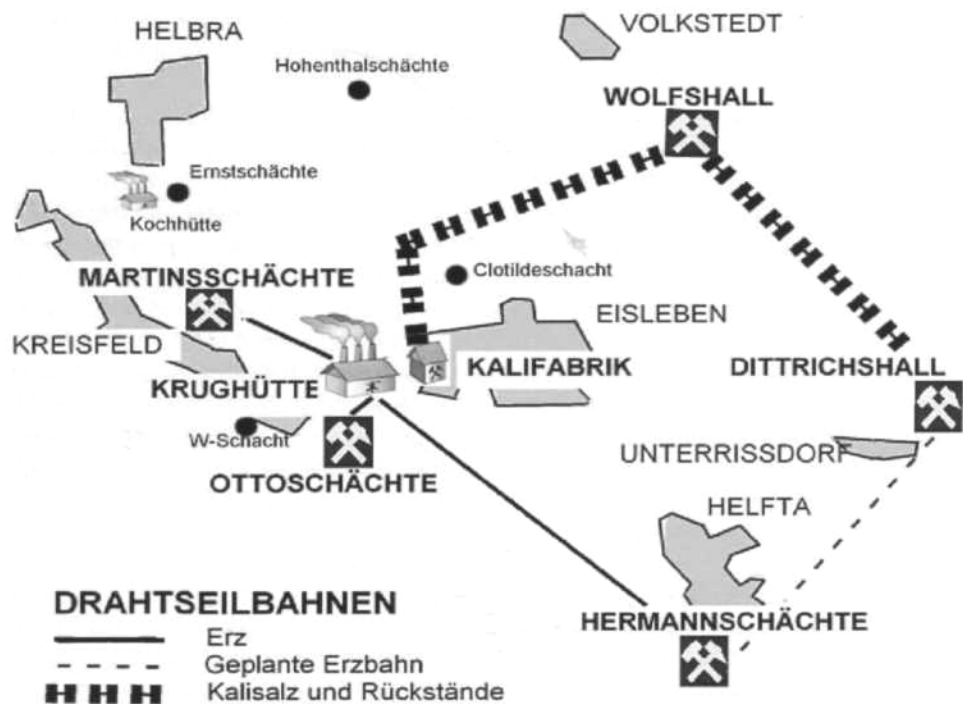 HELBRA
VOLKSTEDT
Hohenthalschächte
WOLFSHALL
Ernstschächte
Kochhütte
MARTINSSCHÄCHTE
Clotildeschacht
EISLEBEN
KREISFELD
KRUGHÜTTE
KALIFABRIK
DITTRICHSHALL
W-Schacht
UNTERRISSDORF
OTTOSCHÄCHTE
HELFTA
DRAHTSEILBAHNEN
HERMANNSCHÄCHTE
Erz
Geplante Erzbahn
Kalisalz und Rückstände